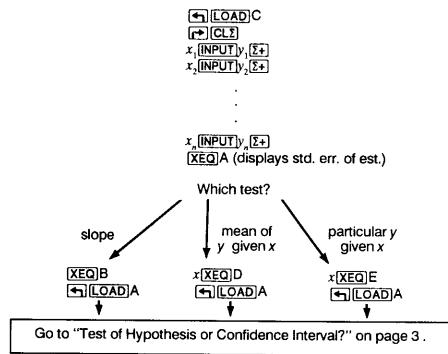 ↰ LOAD C
↱ CLΣ
x₁ INPUT y₁ Σ+
x₂ INPUT y₂ Σ+
.
.
.
xₙ INPUT yₙ Σ+
XEQ A (displays std. err. of est.)
Which test?
slope
mean of
y given x
particular y
given x
XEQ B
↰ LOAD A
x XEQ D
↰ LOAD A
x XEQ E
↰ LOAD A
Go to “Test of Hypothesis or Confidence Interval?” on page 3 .